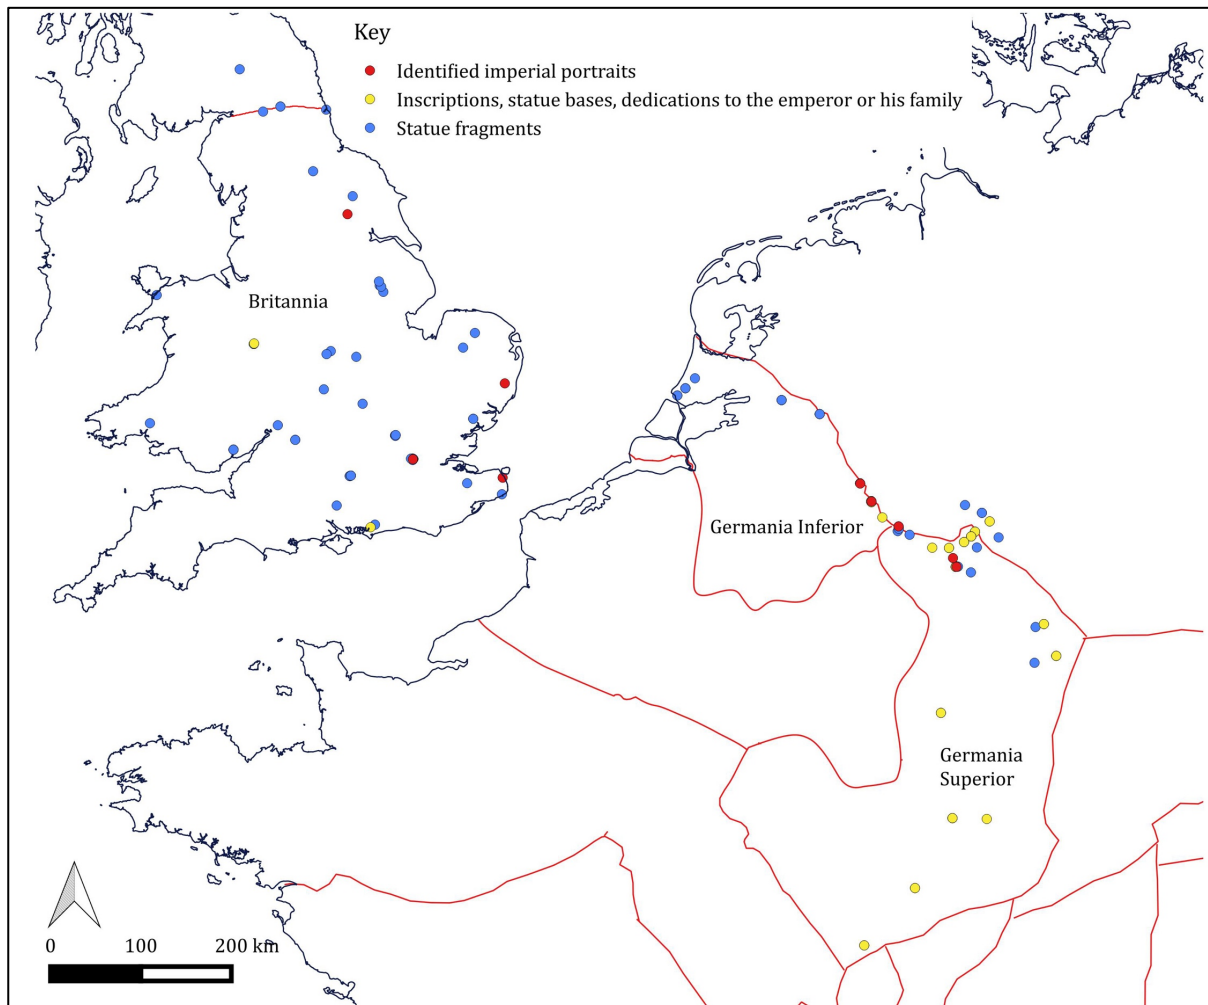 Key
Identified imperial portraits
Inscriptions, statue bases, dedications to the emperor or his family
Statue fragments
Britannia
Germania Inferior
Germania
Superior
0 100 200 km